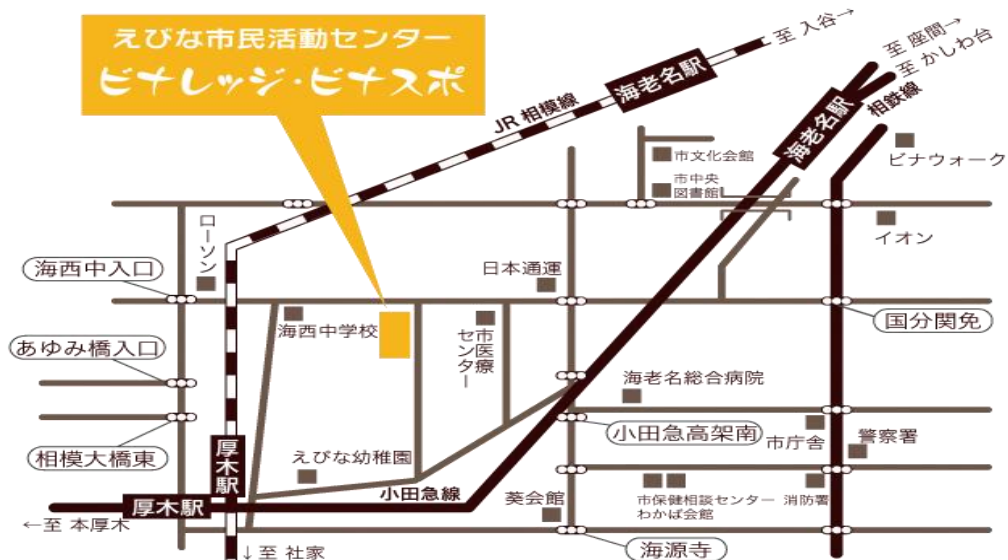 えびな市民活動センター
ビナレッジ・ビナスポ
至 入谷→
至 座間→
至 かしわ台
海老名駅
JR 相模線
海老名駅
相鉄線
ビナウォーク
市文化会館
市中央
図書館
ローソン
イオン
海西中入口
日本通運
国分関免
海西中学校
市医療
センター
あゆみ橋入口
海老名総合病院
小田急高架南
市庁舎
警察署
相模大橋東
厚木駅
えびな幼稚園
小田急線
葵会館
市保健相談センター
わかば会館
消防署
厚木駅
←至 本厚木
↓至 社家
海源寺